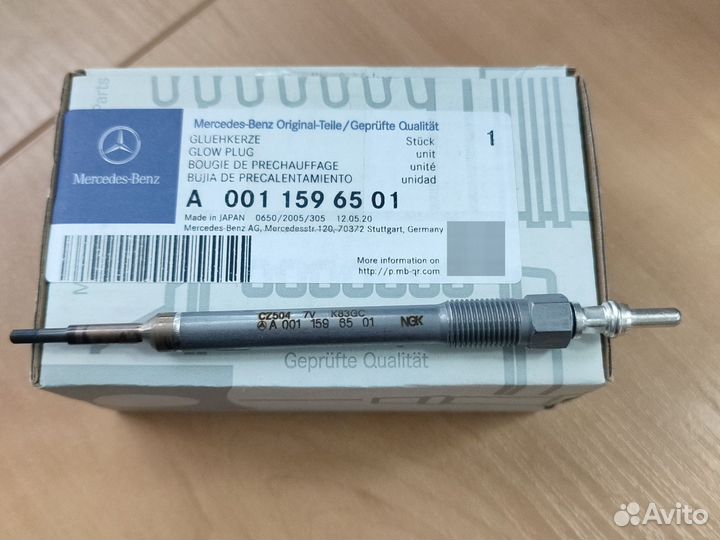 Parts
Mercedes-Benz
Mercedes-Benz Original-Teile/Geprüfte Qualität
GLUEHKERZE Stück 1
GLOW PLUG unit
BOUGIE DE PRECHAUFFAGE unité
BUJIA DE PRECALENTAMIENTO unidad
A 001 159 65 01
Made in JAPAN 0650/2005/305 12.05.20
Mercedes-Benz AG, Mercedesstr.120, 70372 Stuttgart, Germany
More information on
http://p.mb-qr.com/
CZ504 7V K83GC
A 001 159 65 01 NGK
Geprüfte Qualität
Avito